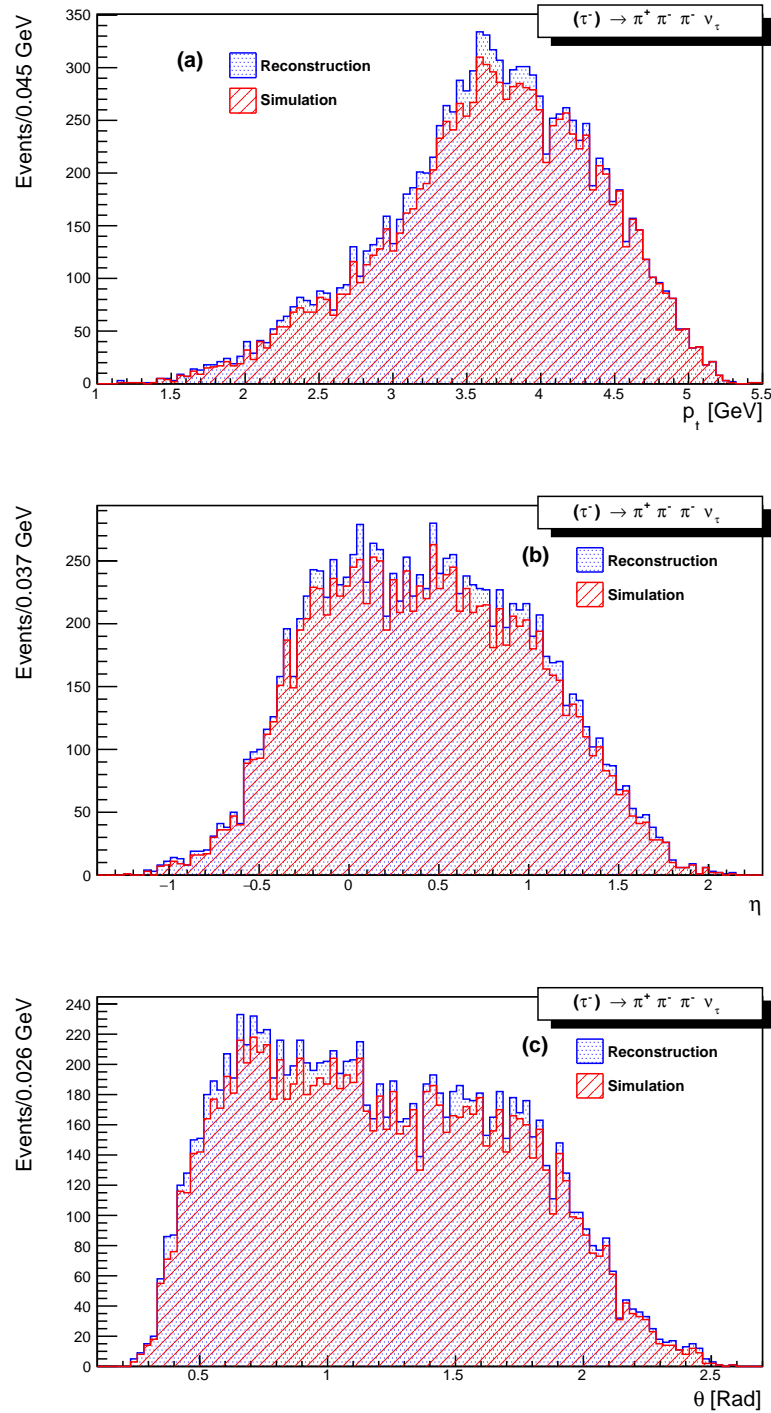 (τ-) → π+ π- π- ντ
(a)
Reconstruction
Simulation
Events/0.045 GeV
350
300
250
200
150
100
50
0
1 1.5 2 2.5 3 3.5 4 4.5 5 5.5
pt [GeV]
(τ-) → π+ π- π- ντ
(b)
Reconstruction
Simulation
Events/0.037 GeV
250
200
150
100
50
0
−1 −0.5 0 0.5 1 1.5 2
η
(τ-) → π+ π- π- ντ
(c)
Reconstruction
Simulation
Events/0.026 GeV
240
220
200
180
160
140
120
100
80
60
40
20
0
0.5 1 1.5 2 2.5
θ [Rad]